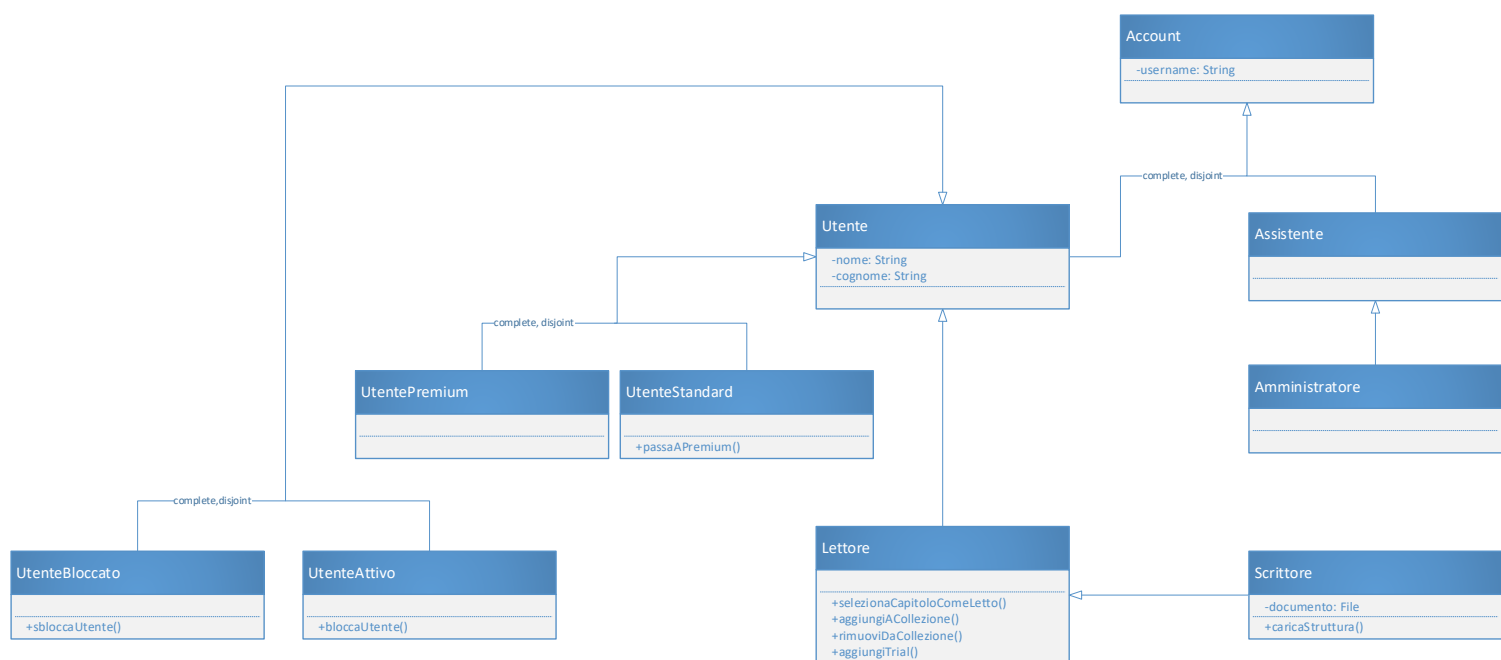 Account
-username: String
complete, disjoint
Utente
-nome: String
-cognome: String
Assistente
complete, disjoint
UtentePremium
UtenteStandard
+passaAPremium()
Amministratore
complete,disjoint
UtenteBloccato
+sbloccaUtente()
UtenteAttivo
+bloccaUtente()
Lettore
+selezionaCapitoloComeLetto()
+aggiungiACollezione()
+rimuoviDaCollezione()
+aggiungiTrial()
Scrittore
-documento: File
+caricaStruttura()